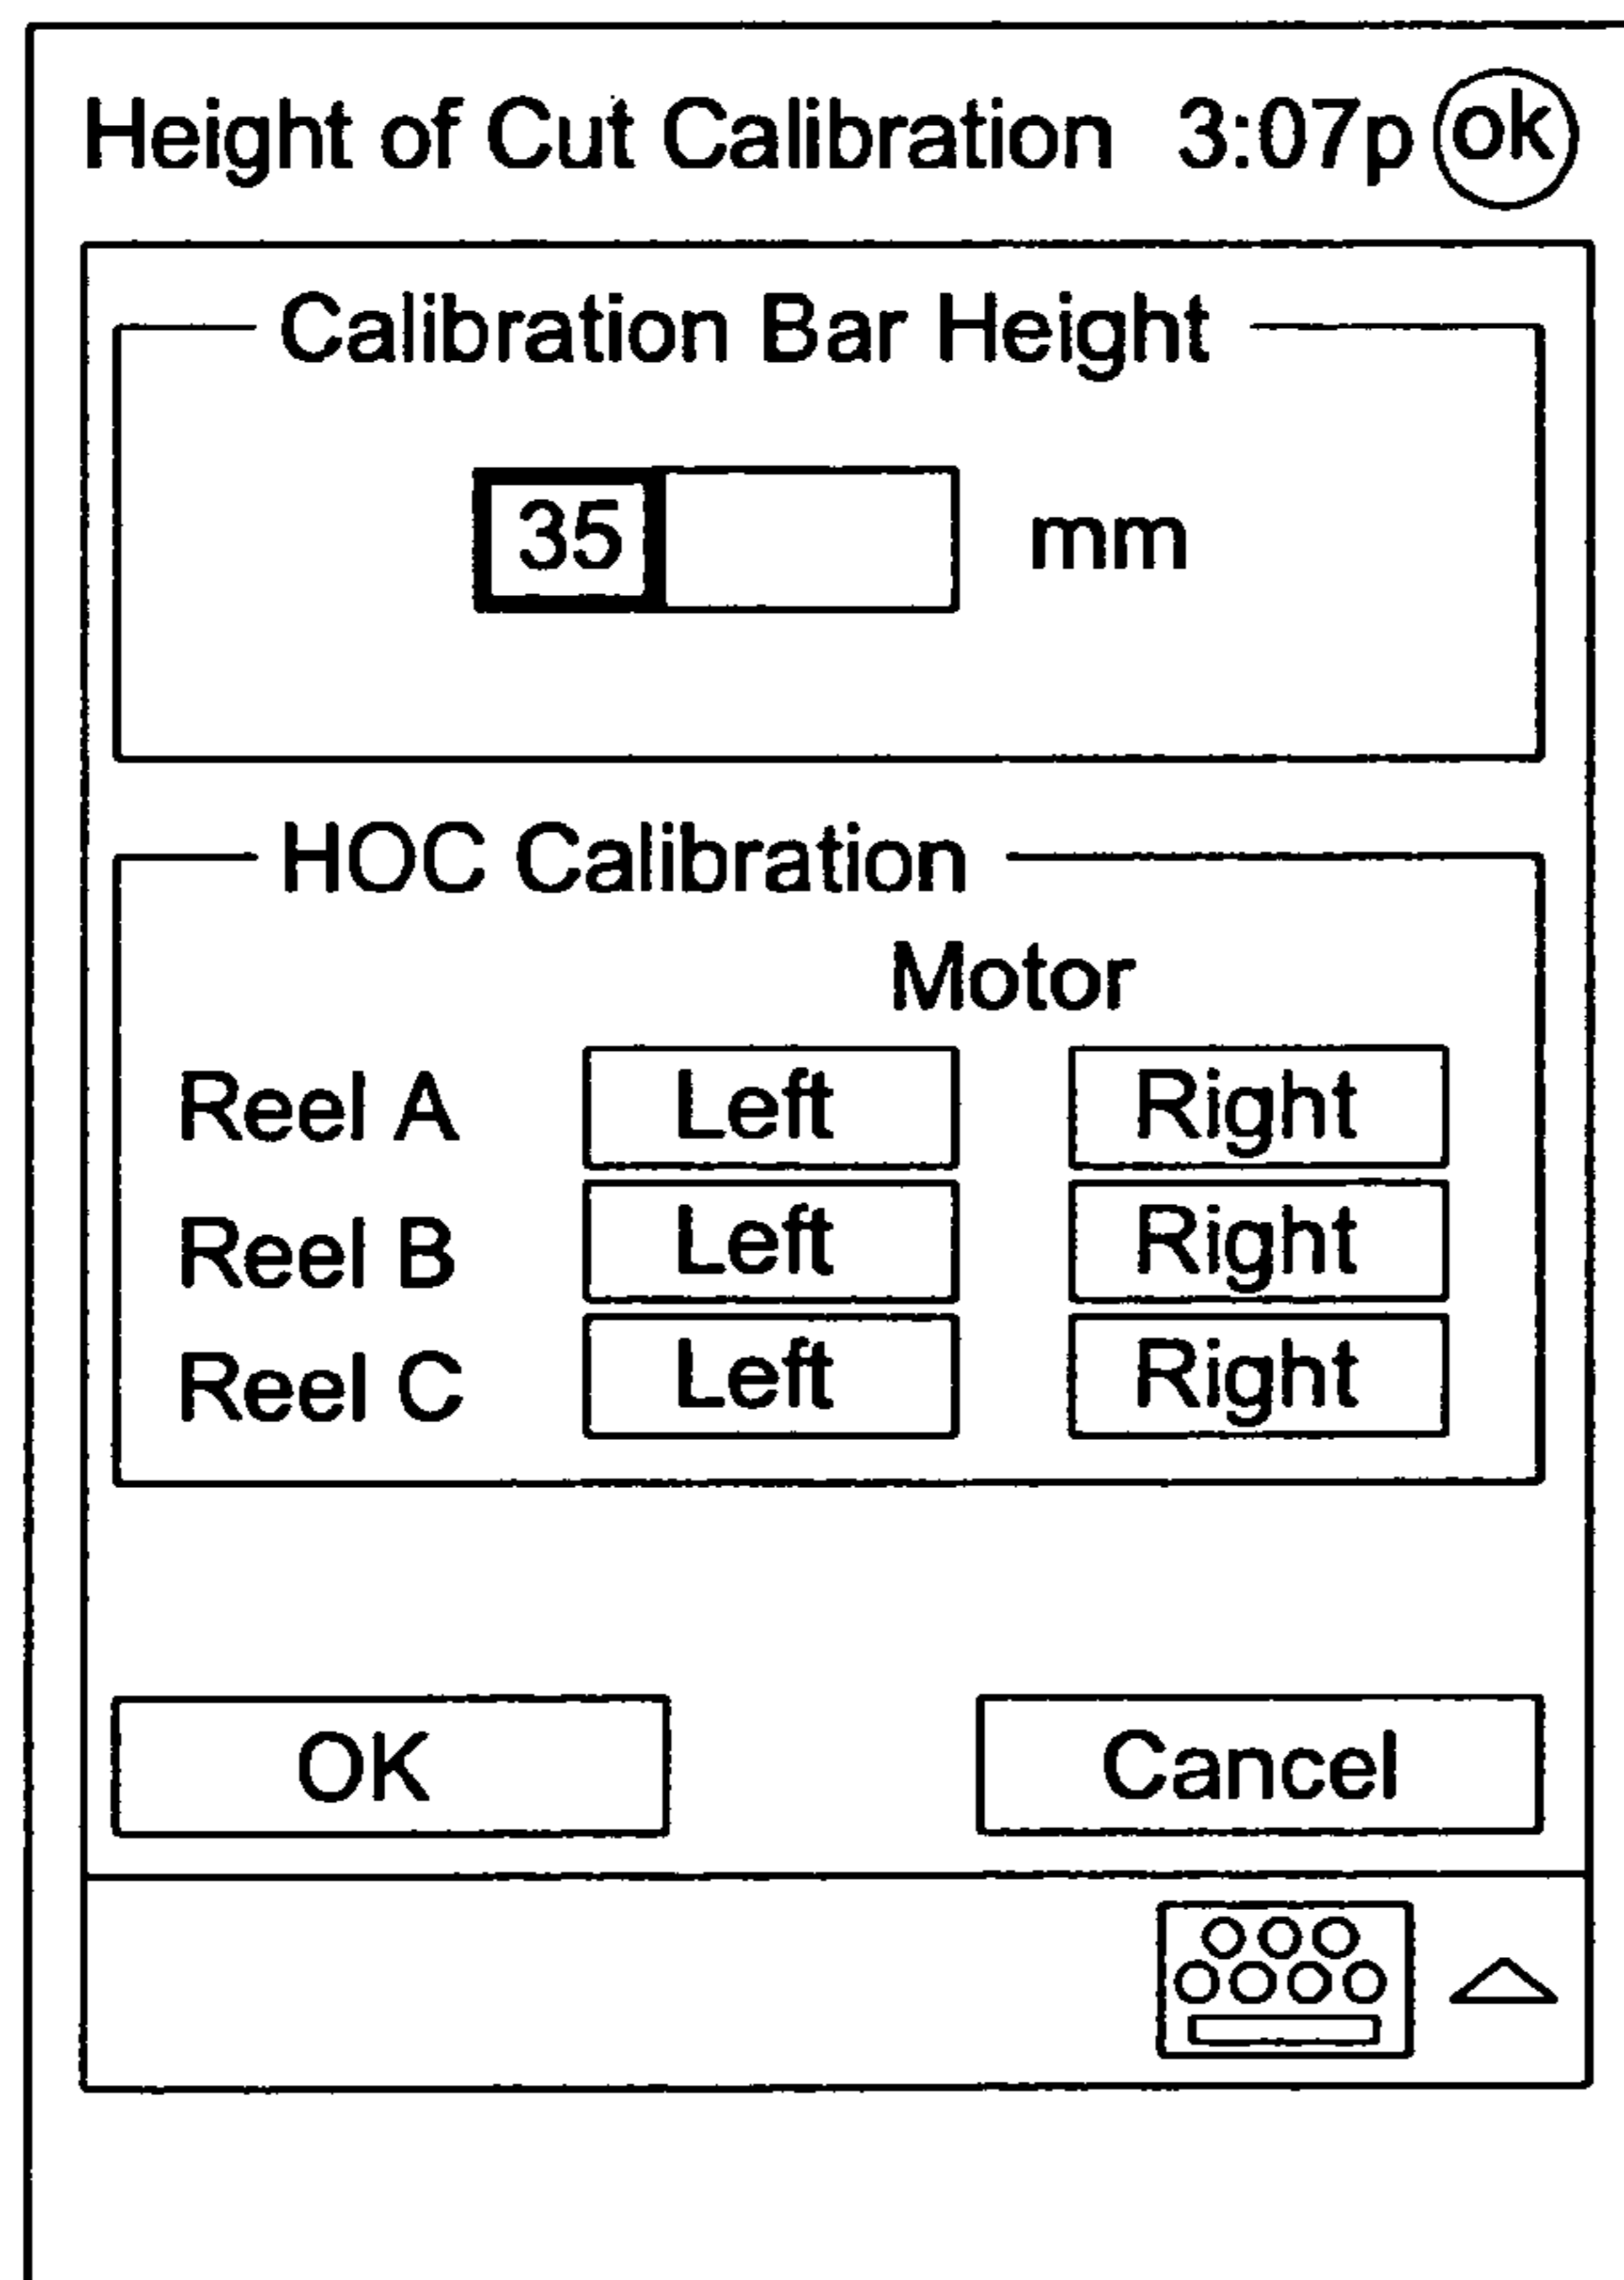 Height of Cut Calibration 3:07p ok
Calibration Bar Height
35 mm
HOC Calibration
Motor
Reel A Left Right
Reel B Left Right
Reel C Left Right
OK Cancel